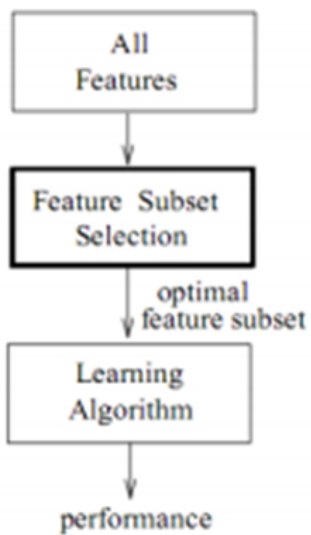 All
Features
Feature Subset
Selection
optimal
feature subset
Learning
Algorithm
performance